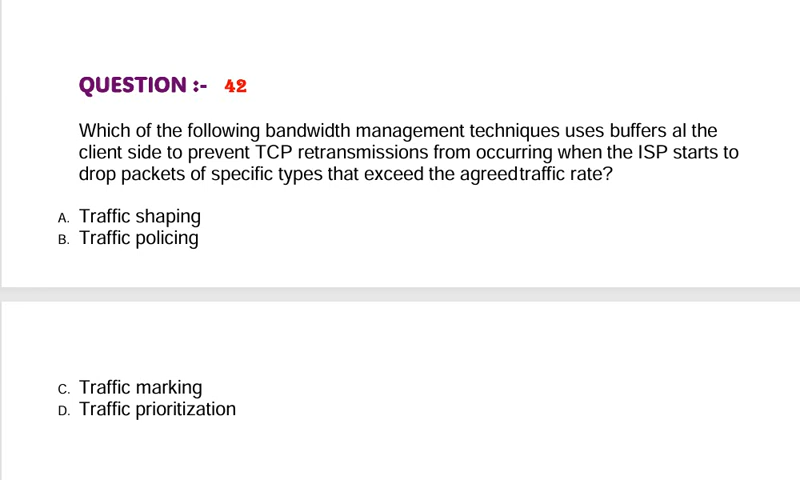 QUESTION :- 42
Which of the following bandwidth management techniques uses buffers al the
client side to prevent TCP retransmissions from occurring when the ISP starts to
drop packets of specific types that exceed the agreedtraffic rate?
A. Traffic shaping
B. Traffic policing
C. Traffic marking
D. Traffic prioritization